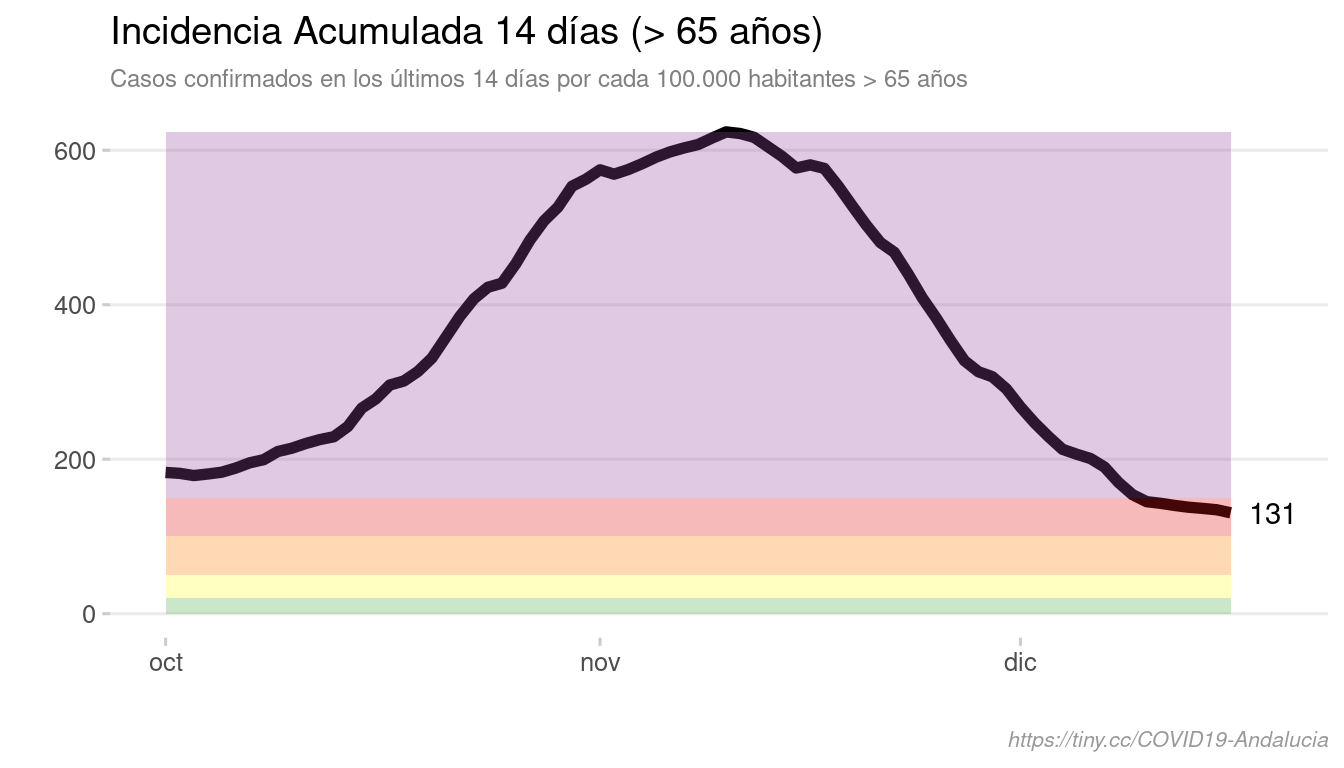 Incidencia Acumulada 14 días (> 65 años)
Casos confirmados en los últimos 14 días por cada 100.000 habitantes > 65 años
600
400
200
0
131
oct nov dic
https://tiny.cc/COVID19-Andalucia